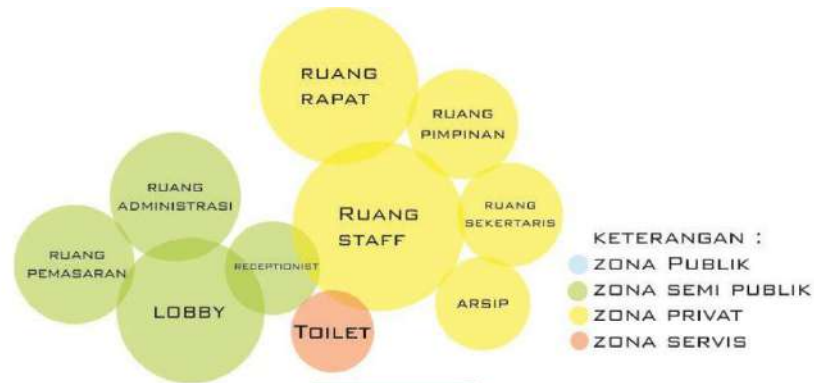 RUANG
RAPAT
RUANG
PIMPINAN
RUANG
ADMINISTRASI
RUANG
STAFF
RUANG
SEKERTARIS
RUANG
PEMASARAN
RECEPTIONIST
LOBBY
TOILET
ARSIP
KETERANGAN :
ZONA PUBLIK
ZONA SEMI PUBLIK
ZONA PRIVAT
ZONA SERVIS